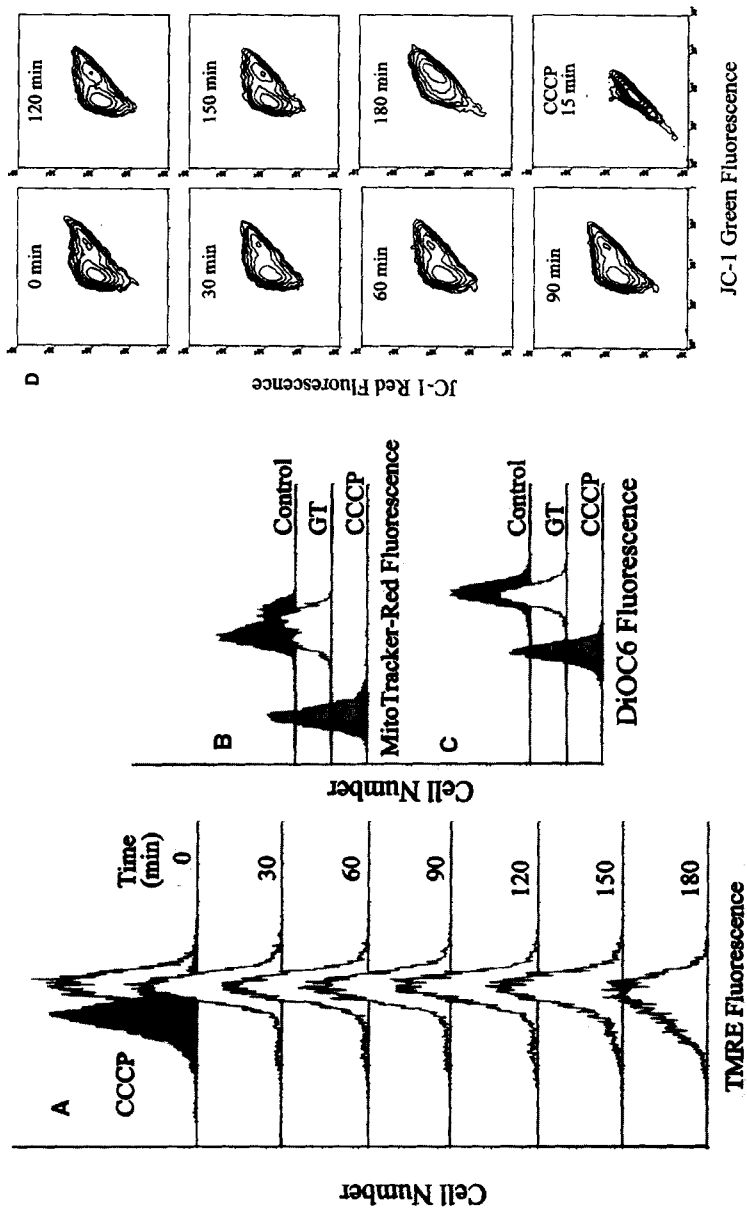 A
CCCP
Time
(min)
0
30
60
90
120
150
180
Cell Number
TMRE Fluorescence
B
Control
GT
CCCP
MitoTracker-Red Fluorescence
C
Control
GT
CCCP
DiOC6 Fluorescence
Cell Number
D
0 min
120 min
30 min
150 min
60 min
180 min
90 min
CCCP
15 min
JC-1 Red Fluorescence
JC-1 Green Fluorescence